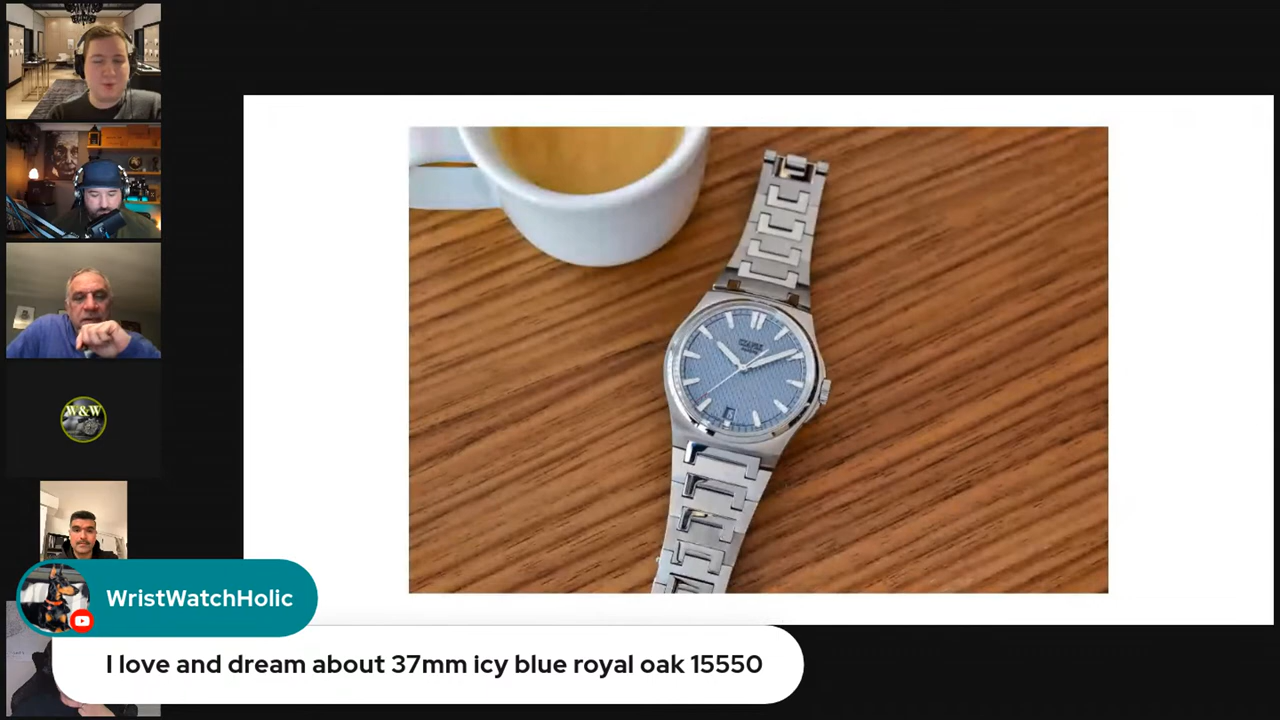 W&W
WristWatchHolic
I love and dream about 37mm icy blue royal oak 15550